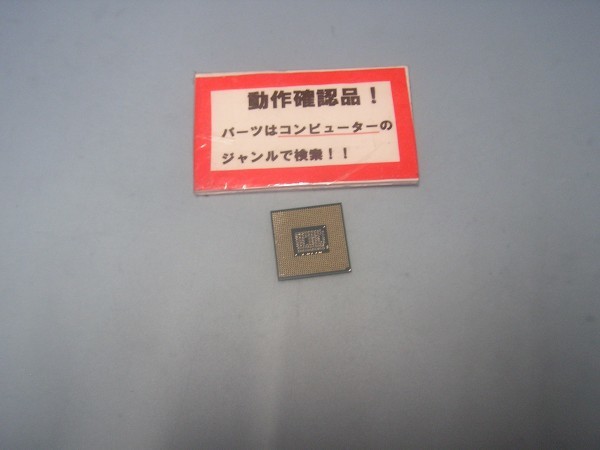 動作確認品！
パーツはコンピューターの
ジャンルで検索！！